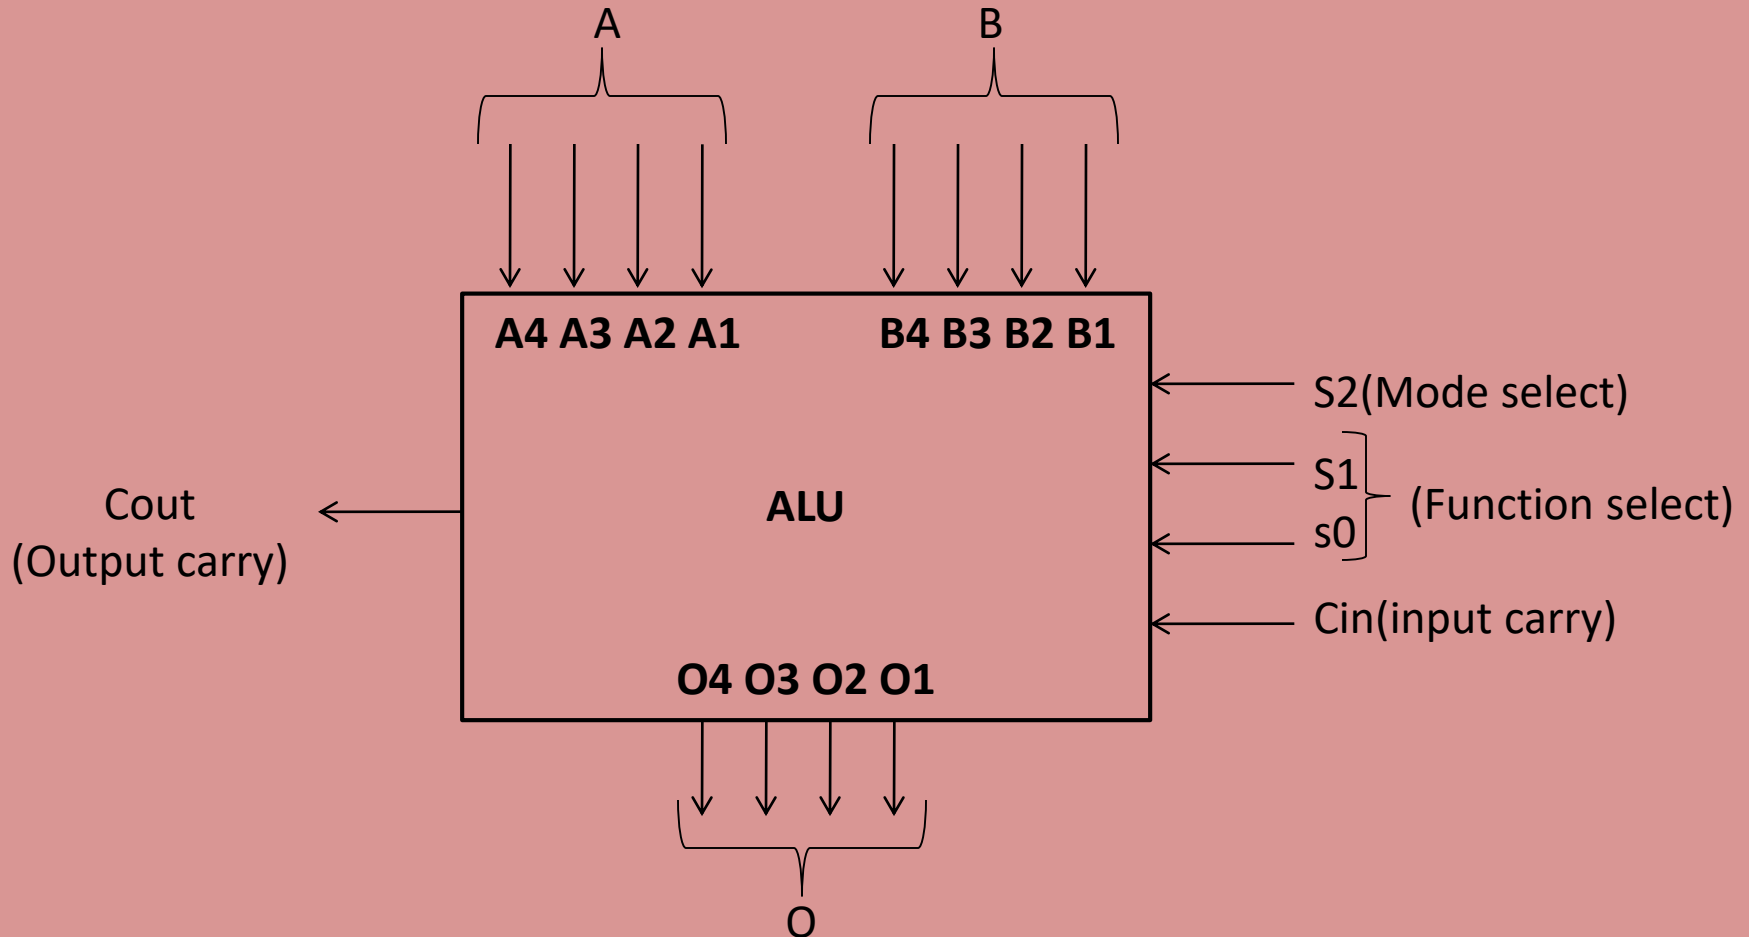 A
B
A4 A3 A2 A1
B4 B3 B2 B1
S2(Mode select)
S1
s0
(Function select)
Cout
(Output carry)
ALU
Cin(input carry)
O4 O3 O2 O1
O